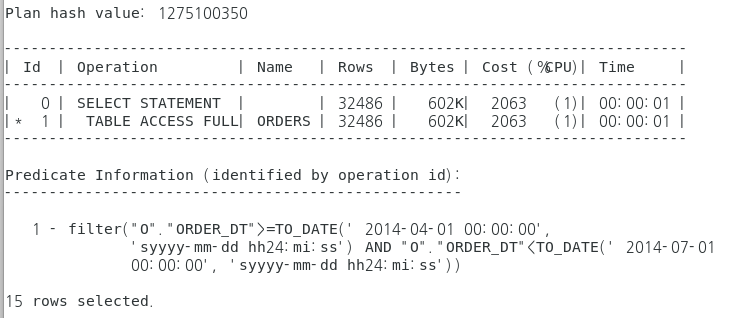 Plan hash value: 1275100350
--------------------------------------------------------------------------
| Id | Operation | Name | Rows | Bytes | Cost (%CPU)| Time |
--------------------------------------------------------------------------
| 0 | SELECT STATEMENT | | 32486 | 602K| 2063 (1)| 00:00:01 |
|* 1 | TABLE ACCESS FULL| ORDERS | 32486 | 602K| 2063 (1)| 00:00:01 |
--------------------------------------------------------------------------
Predicate Information (identified by operation id):
---------------------------------------------------
1 - filter("O"."ORDER_DT">=TO_DATE(' 2014-04-01 00:00:00',
'syyyy-mm-dd hh24:mi:ss') AND "O"."ORDER_DT"<TO_DATE(' 2014-07-01
00:00:00', 'syyyy-mm-dd hh24:mi:ss'))
15 rows selected.